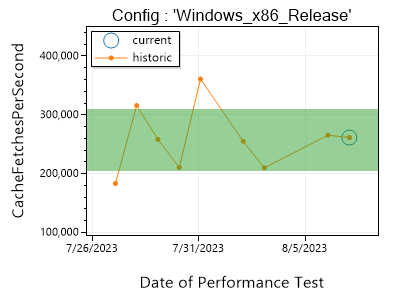 Config : 'Windows_x86_Release'
current
historic
CacheFetchesPerSecond
400,000
300,000
200,000
100,000
7/26/2023 7/31/2023 8/5/2023
Date of Performance Test